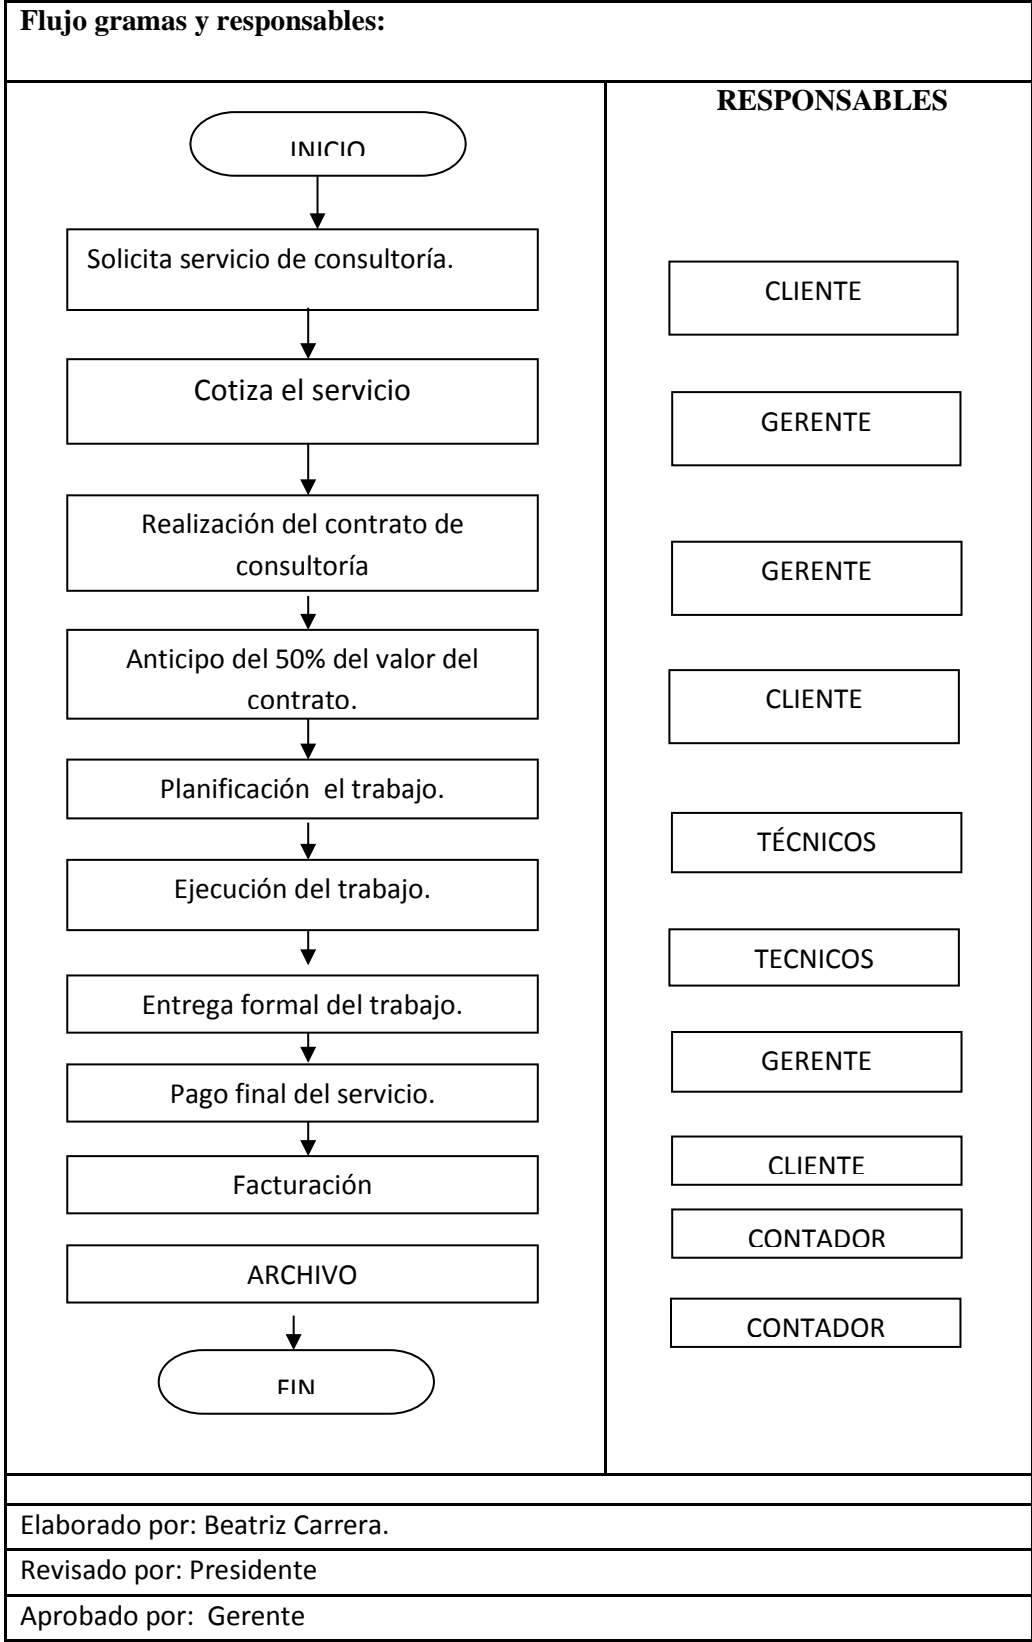 Flujo gramas y responsables:
RESPONSABLES
INICIO
Solicita servicio de consultoría.
CLIENTE
Cotiza el servicio
GERENTE
Realización del contrato de
consultoría
GERENTE
Anticipo del 50% del valor del
contrato.
CLIENTE
Planificación  el trabajo.
TÉCNICOS
Ejecución del trabajo.
TECNICOS
Entrega formal del trabajo.
GERENTE
Pago final del servicio.
CLIENTE
Facturación
CONTADOR
ARCHIVO
CONTADOR
FIN
Elaborado por: Beatriz Carrera.
Revisado por: Presidente
Aprobado por:  Gerente